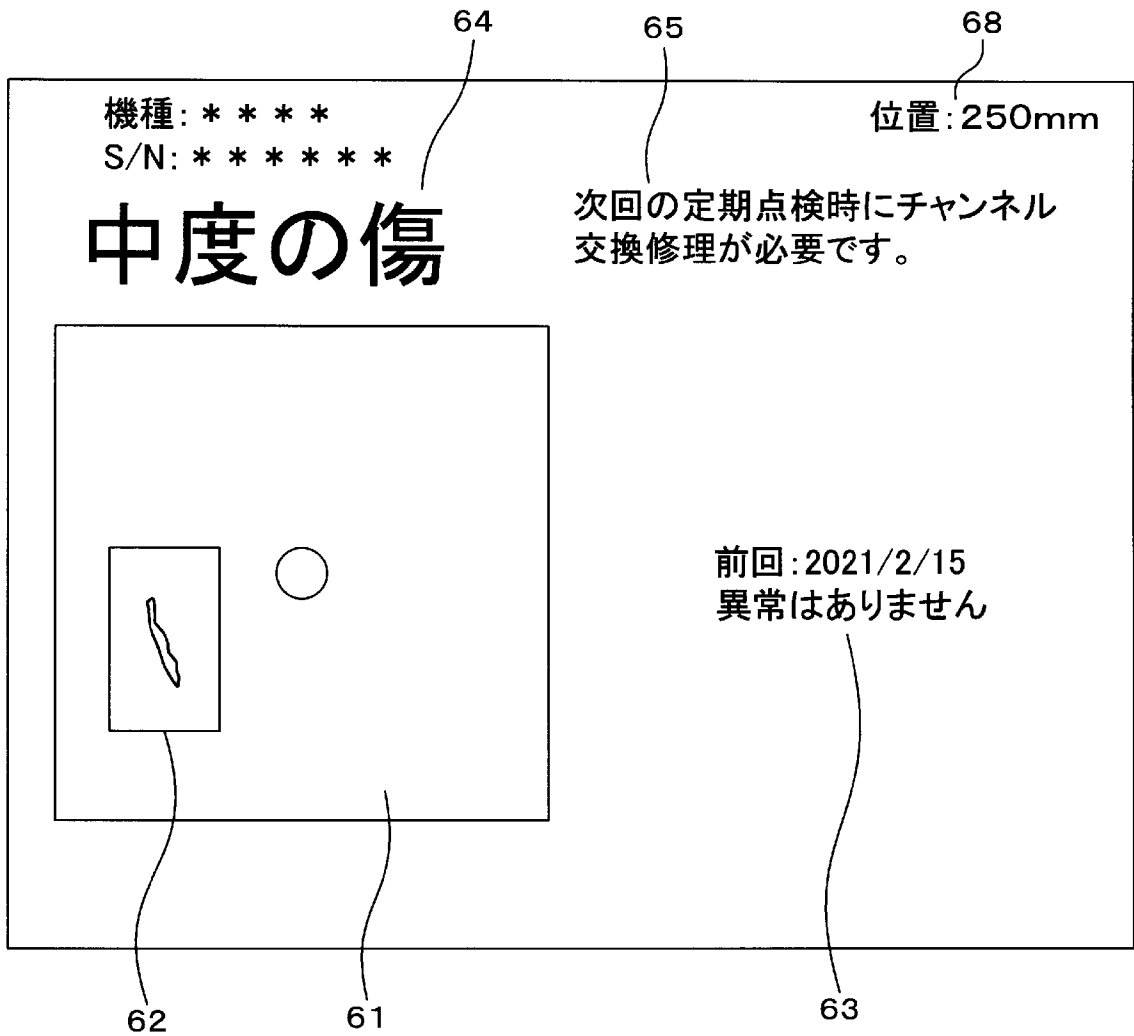 64
65
68
機種:＊＊＊＊
S/N:＊＊＊＊＊＊
位置:250mm
中度の傷
次回の定期点検時にチャンネル
交換修理が必要です。
前回:2021/2/15
異常はありません
62
61
63